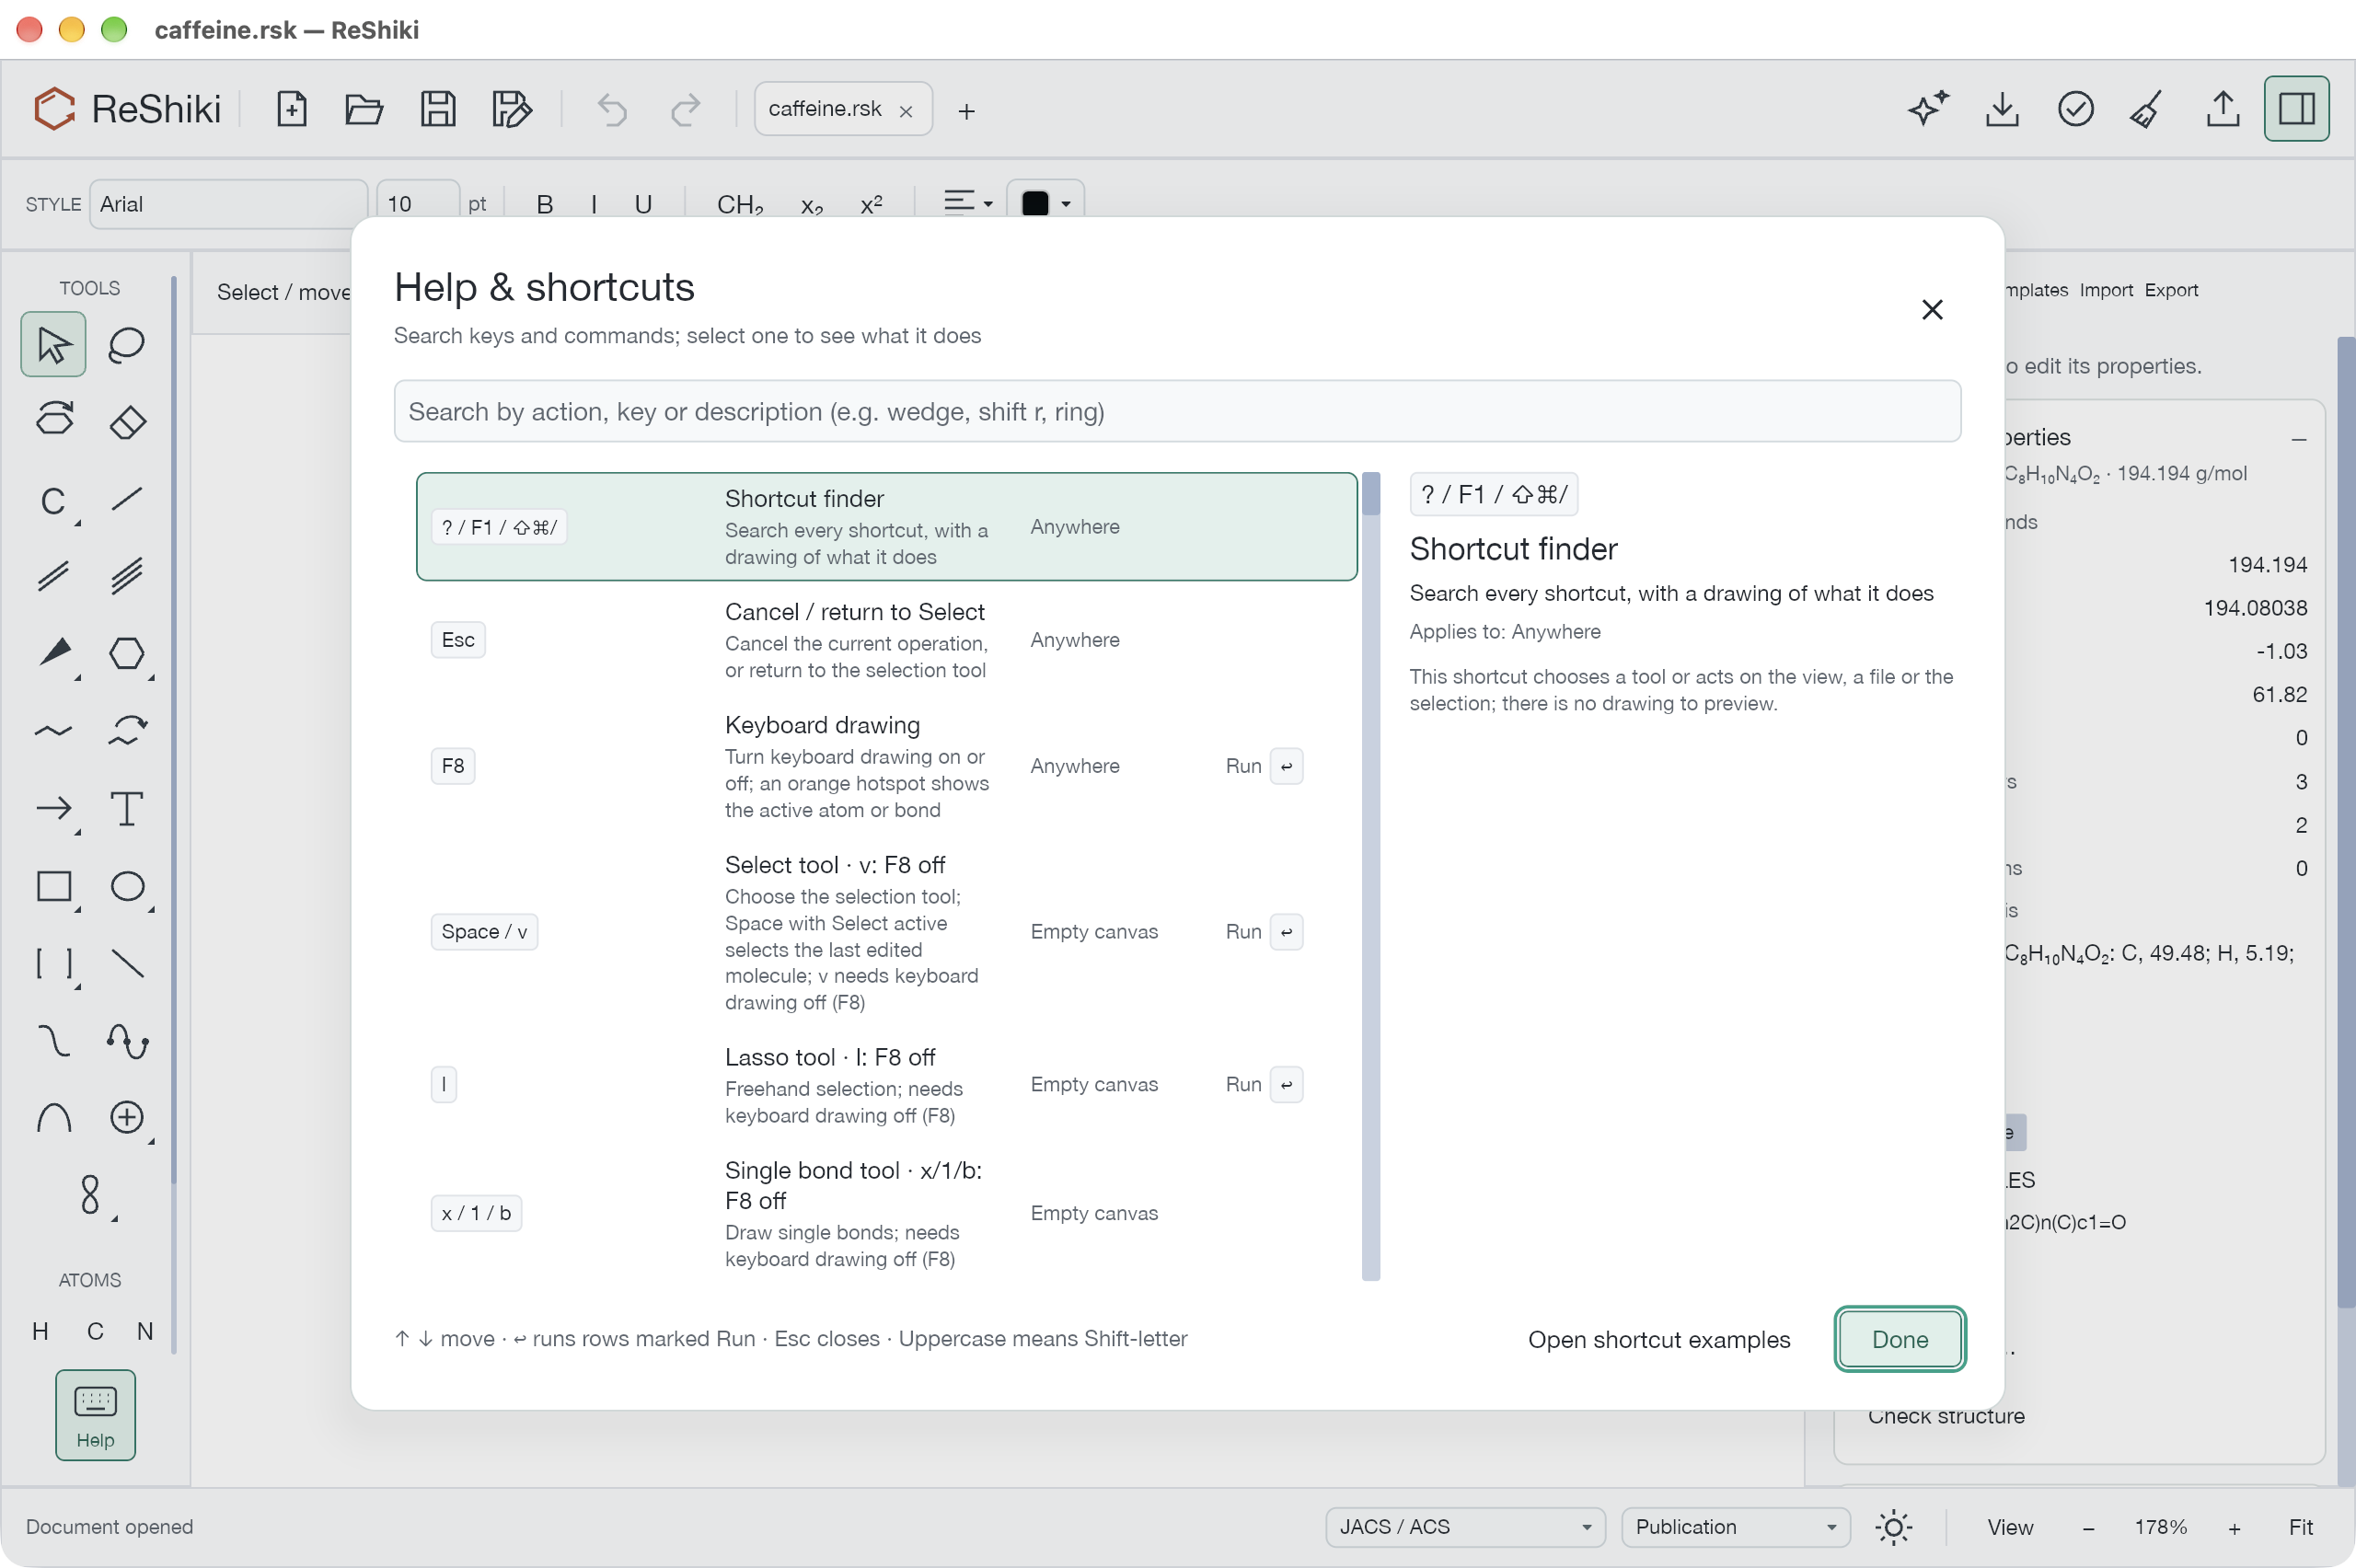 caffeine.rsk — ReShiki
ReShiki
caffeine.rsk × +
STYLE Arial 10 pt B I U CH₂ x₂ x²
TOOLS
Select / move
mplates Import Export
Help & shortcuts
Search keys and commands; select one to see what it does
o edit its properties.
Search by action, key or description (e.g. wedge, shift r, ring)
perties
C₈H₁₀N₄O₂ · 194.194 g/mol
nds
194.194
194.08038
-1.03
61.82
0
rs 3
2
ns 0
is
C₈H₁₀N₄O₂: C, 49.48; H, 5.19;
e
LES
n2C)n(C)c1=O
..
Check structure
? / F1 / ⇧⌘/
Shortcut finder
Search every shortcut, with a
drawing of what it does
Anywhere
Esc
Cancel / return to Select
Cancel the current operation,
or return to the selection tool
Anywhere
F8
Keyboard drawing
Turn keyboard drawing on or
off; an orange hotspot shows
the active atom or bond
Anywhere
Run ↩
Space / v
Select tool · v: F8 off
Choose the selection tool;
Space with Select active
selects the last edited
molecule; v needs keyboard
drawing off (F8)
Empty canvas
Run ↩
l
Lasso tool · l: F8 off
Freehand selection; needs
keyboard drawing off (F8)
Empty canvas
Run ↩
x / 1 / b
Single bond tool · x/1/b:
F8 off
Draw single bonds; needs
keyboard drawing off (F8)
Empty canvas
? / F1 / ⇧⌘/
Shortcut finder
Search every shortcut, with a drawing of what it does
Applies to: Anywhere
This shortcut chooses a tool or acts on the view, a file or the
selection; there is no drawing to preview.
↑ ↓ move · ↩ runs rows marked Run · Esc closes · Uppercase means Shift-letter
Open shortcut examples
Done
C
T
[ ]
ATOMS
H C N
Help
Document opened
JACS / ACS
Publication
View − 178% + Fit